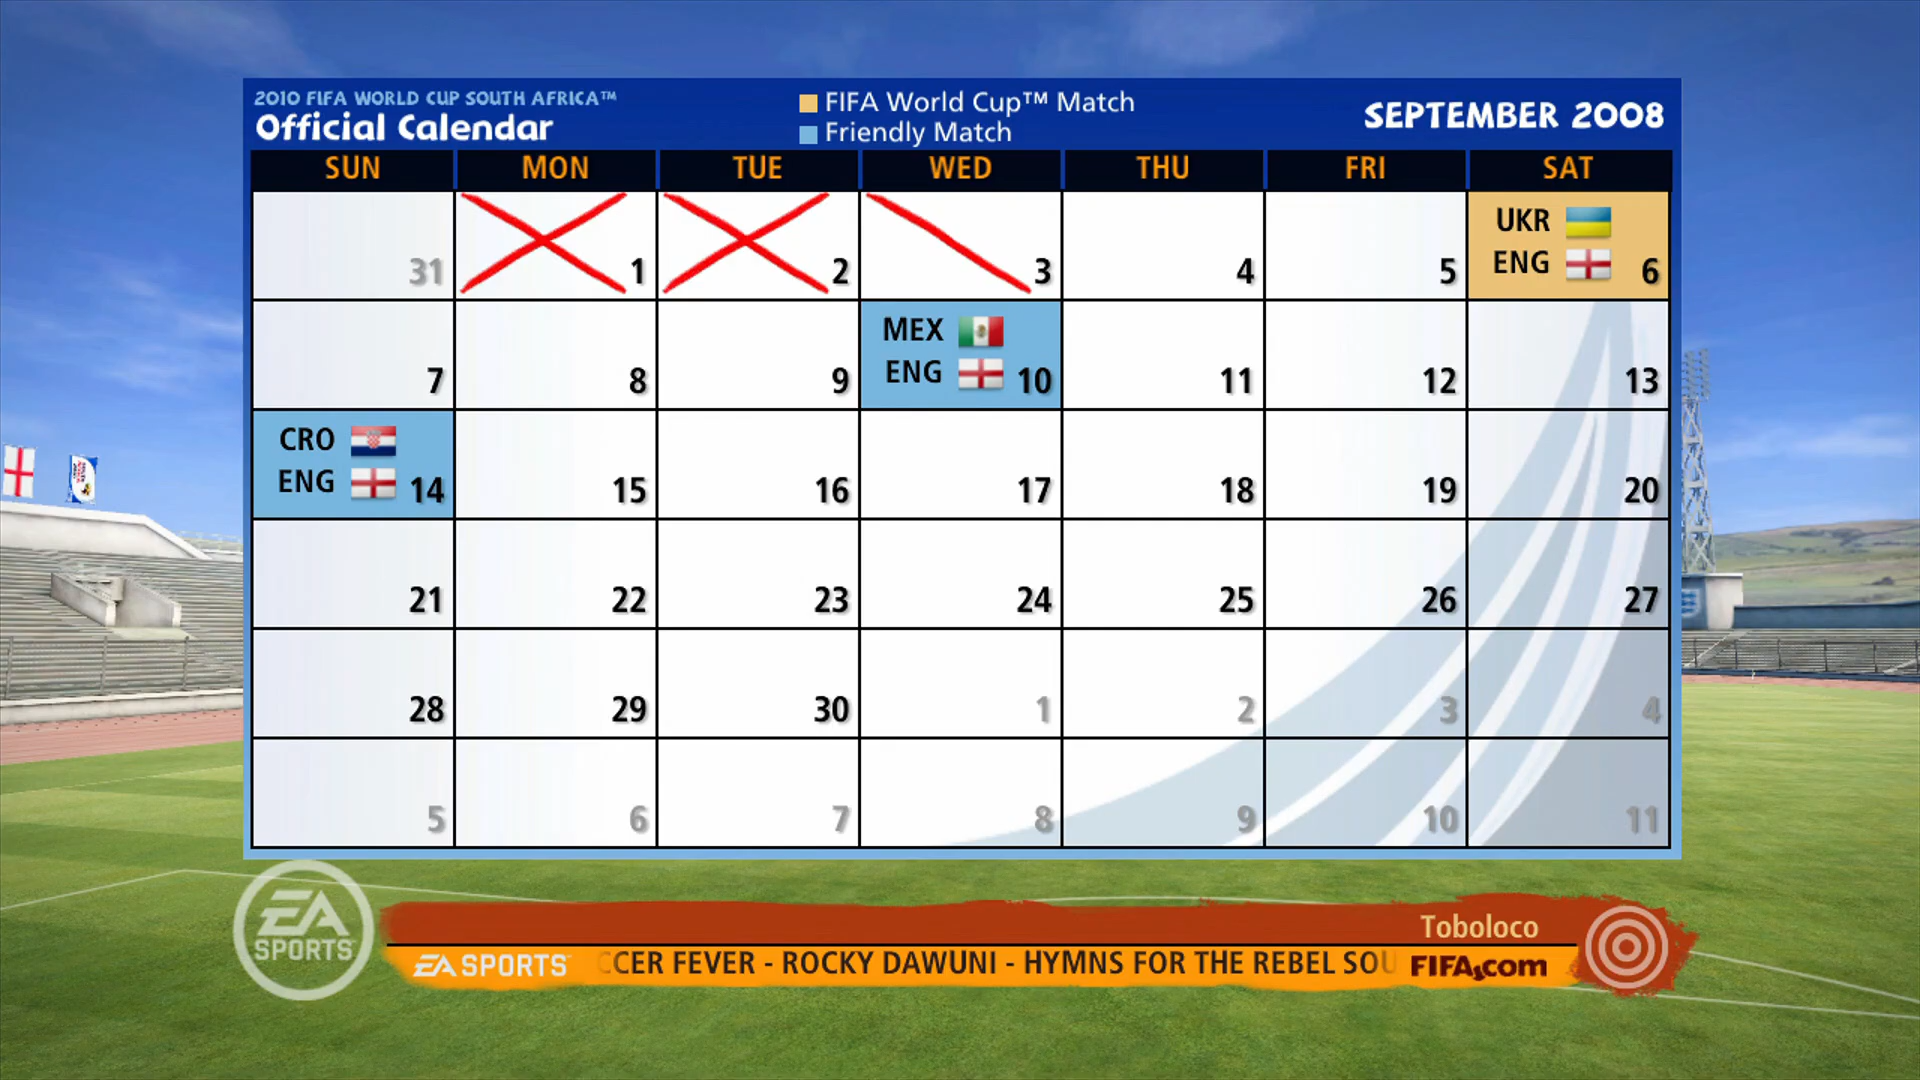 2010 FIFA WORLD CUP SOUTH AFRICA™
Official Calendar
FIFA World Cup™ Match
Friendly Match
SEPTEMBER 2008
SUN MON TUE WED THU FRI SAT
UKR
ENG
31 1 2 3 4 5 6
MEX
ENG
7 8 9 10 11 12 13
CRO
ENG
14 15 16 17 18 19 20
21 22 23 24 25 26 27
28 29 30 1 2 3 4
5 6 7 8 9 10 11
EA
SPORTS™
Toboloco
EA SPORTS™ CCER FEVER - ROCKY DAWUNI - HYMNS FOR THE REBEL SOU FIFA.com